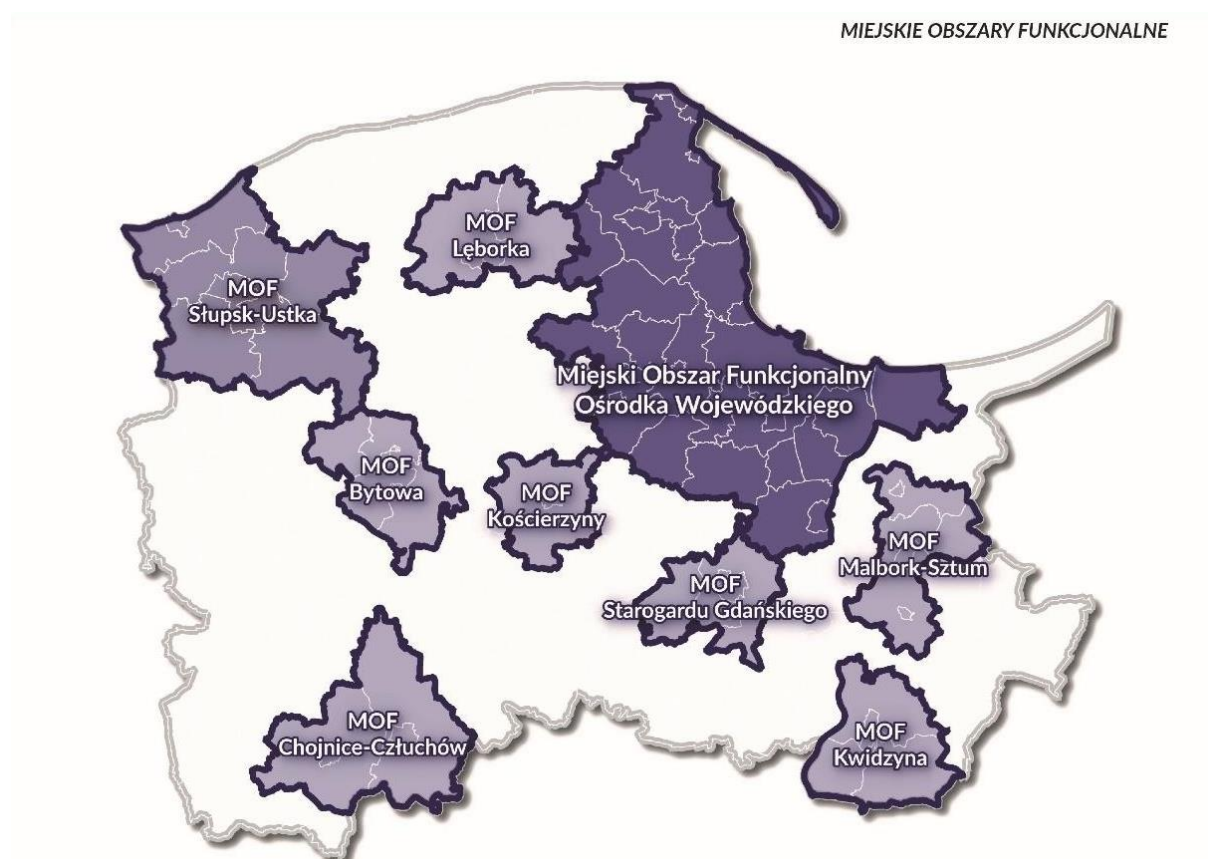 MIEJSKIE OBSZARY FUNKCJONALNE
MOF
Lęborka
MOF
Słupsk-Ustka
Miejski Obszar Funkcjonalny
Ośrodka Wojewódzkiego
MOF
Bytowa
MOF
Kościerzyny
MOF
Malbork-Sztum
MOF
Starogardu Gdańskiego
MOF
Chojnice-Człuchów
MOF
Kwidzyna